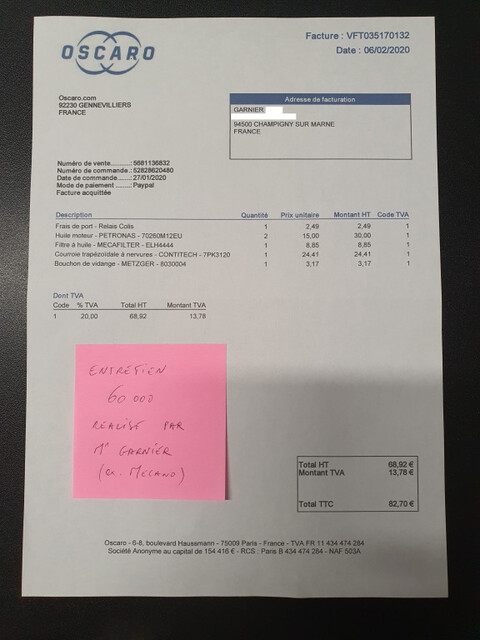 OSCARO
Facture : VFT035170132
Date : 06/02/2020
Oscaro.com
92230 GENNEVILLIERS
FRANCE
Adresse de facturation
GARNIER
94500 CHAMPIGNY SUR MARNE
FRANCE
Numéro de vente..........: 5681136832
Numéro de commande..: 52828620480
Date de commande......: 27/01/2020
Mode de paiement .......: Paypal
Facture acquittée
Description Quantité Prix unitaire Montant HT Code TVA
Frais de port - Relais Colis 1 2,49 2,49 1
Huile moteur - PETRONAS - 70260M12EU 2 15,00 30,00 1
Filtre à huile - MECAFILTER - ELH4444 1 8,85 8,85 1
Courroie trapézoïdale à nervures - CONTITECH - 7PK3120 1 24,41 24,41 1
Bouchon de vidange - METZGER - 8030004 1 3,17 3,17 1
Dont TVA
Code % TVA Total HT Montant TVA
1 20,00 68,92 13,78
ENTRETIEN
60 000
REALISÉ PAR
Mr GARNIER
(ex. MECANO)
Total HT 68,92 €
Montant TVA 13,78 €
Total TTC 82,70 €
Oscaro - 6-8, boulevard Haussmann - 75009 Paris - France - TVA FR 11 434 474 284
Société Anonyme au capital de 154 416 € - RCS : Paris B 434 474 284 - NAF 503A